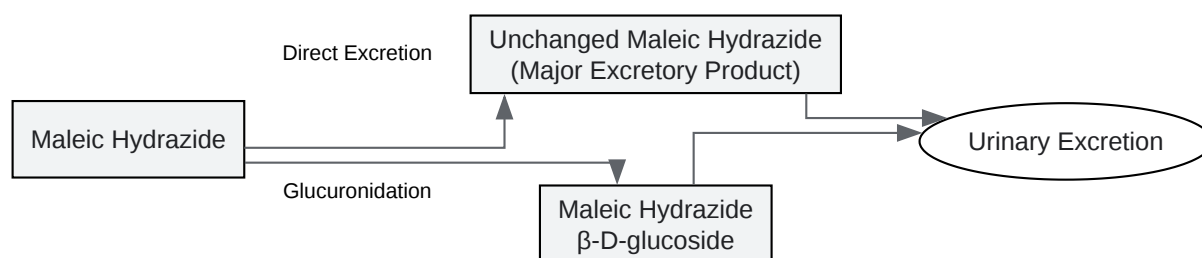 Direct Excretion
Unchanged Maleic Hydrazide
(Major Excretory Product)
Maleic Hydrazide
Urinary Excretion
Glucuronidation
Maleic Hydrazide
β-D-glucoside